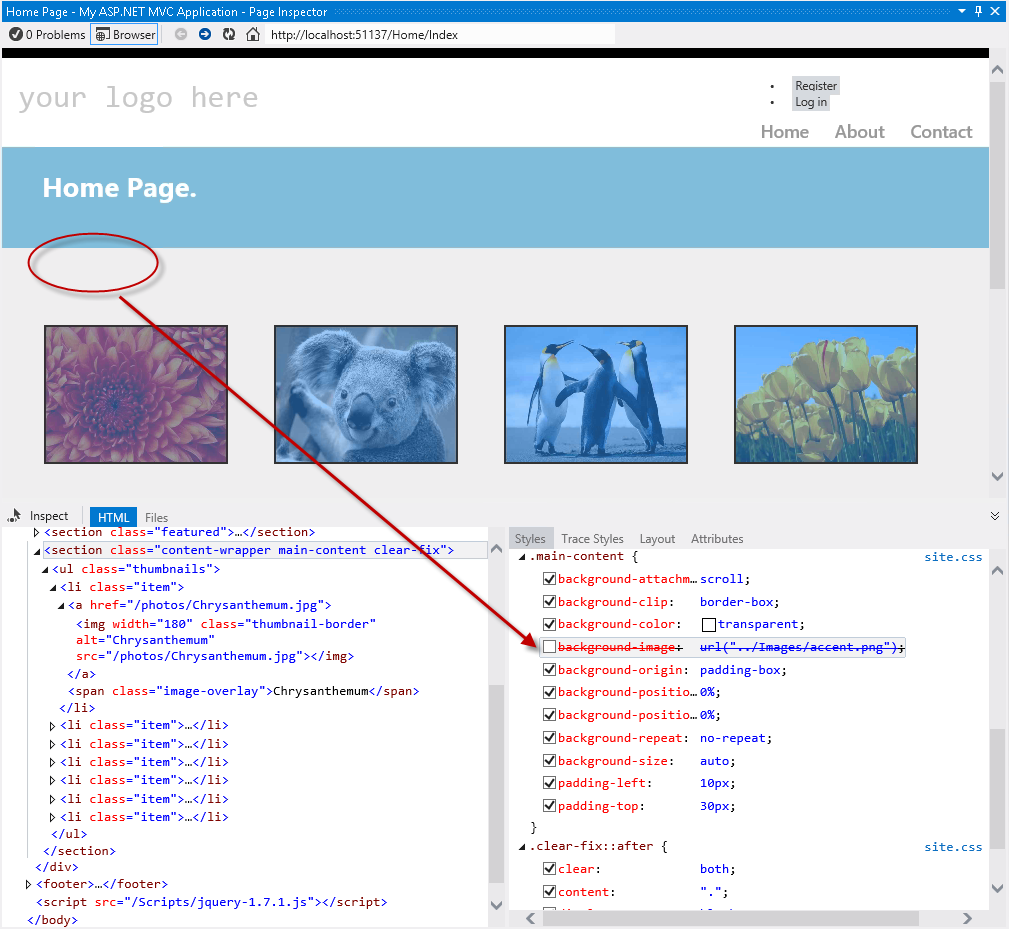 Home Page - My ASP.NET MVC Application - Page Inspector
0 Problems Browser http://localhost:51137/Home/Index
your logo here
• Register
• Log in
Home About Contact
Home Page.
Inspect HTML Files
<section class="featured">…</section>
<section class="content-wrapper main-content clear-fix">
<ul class="thumbnails">
<li class="item">
<a href="/photos/Chrysanthemum.jpg">
<img width="180" class="thumbnail-border"
alt="Chrysanthemum"
src="/photos/Chrysanthemum.jpg"></img>
</a>
<span class="image-overlay">Chrysanthemum</span>
</li>
<li class="item">…</li>
<li class="item">…</li>
<li class="item">…</li>
<li class="item">…</li>
<li class="item">…</li>
<li class="item">…</li>
</ul>
</section>
</div>
<footer>…</footer>
<script src="/Scripts/jquery-1.7.1.js"></script>
</body>
Styles Trace Styles Layout Attributes
.main-content { site.css
background-attachm… scroll;
background-clip: border-box;
background-color: transparent;
background-image: url("../Images/accent.png");
background-origin: padding-box;
background-positio… 0%;
background-positio… 0%;
background-repeat: no-repeat;
background-size: auto;
padding-left: 10px;
padding-top: 30px;
}
.clear-fix::after { site.css
clear: both;
content: ".";